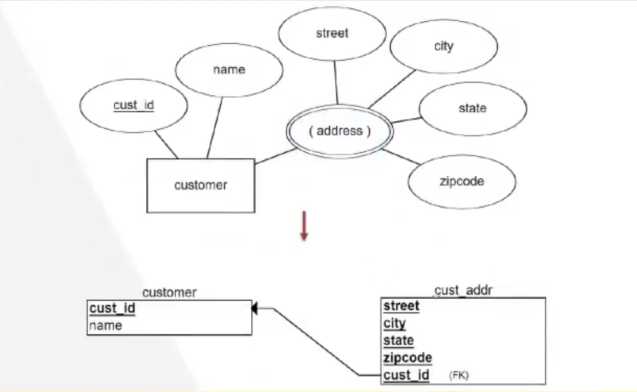 street
city
name
cust_id
state
( address )
customer
zipcode
customer
cust_id
name
cust_addr
street
city
state
zipcode
cust_id (FK)